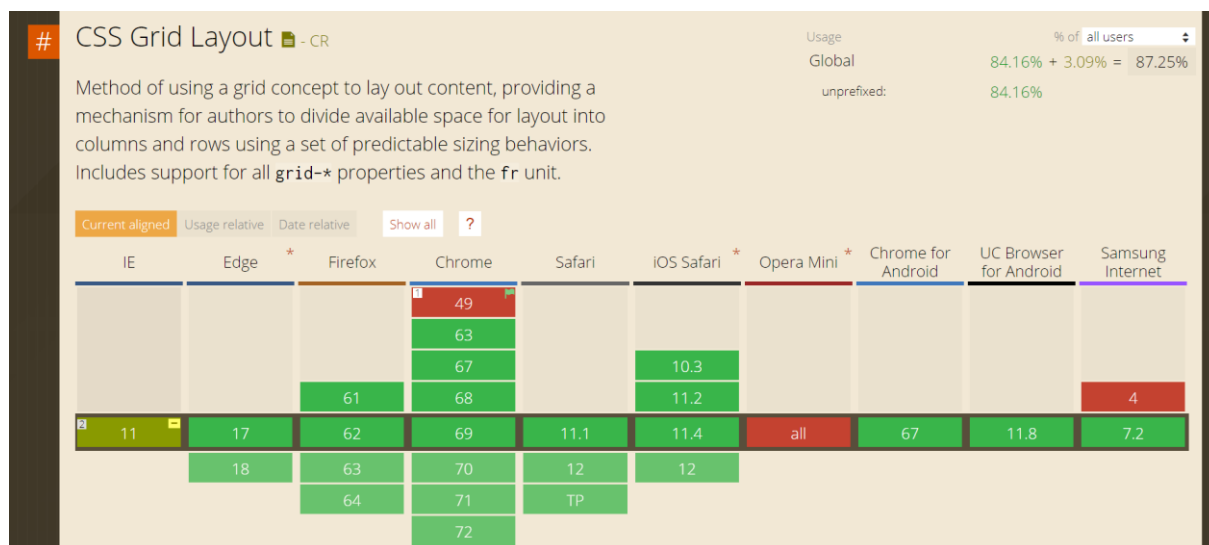 #
CSS Grid Layout - CR
Usage % of all users
Global 84.16% + 3.09% = 87.25%
unprefixed: 84.16%
Method of using a grid concept to lay out content, providing a
mechanism for authors to divide available space for layout into
columns and rows using a set of predictable sizing behaviors.
Includes support for all grid-* properties and the fr unit.
Current aligned Usage relative Date relative Show all ?
IE Edge * Firefox Chrome Safari iOS Safari * Opera Mini * Chrome for Android UC Browser for Android Samsung Internet
1 49
63
67 10.3
61 68 11.2 4
2 11 - 17 62 69 11.1 11.4 all 67 11.8 7.2
18 63 70 12 12
64 71 TP
72